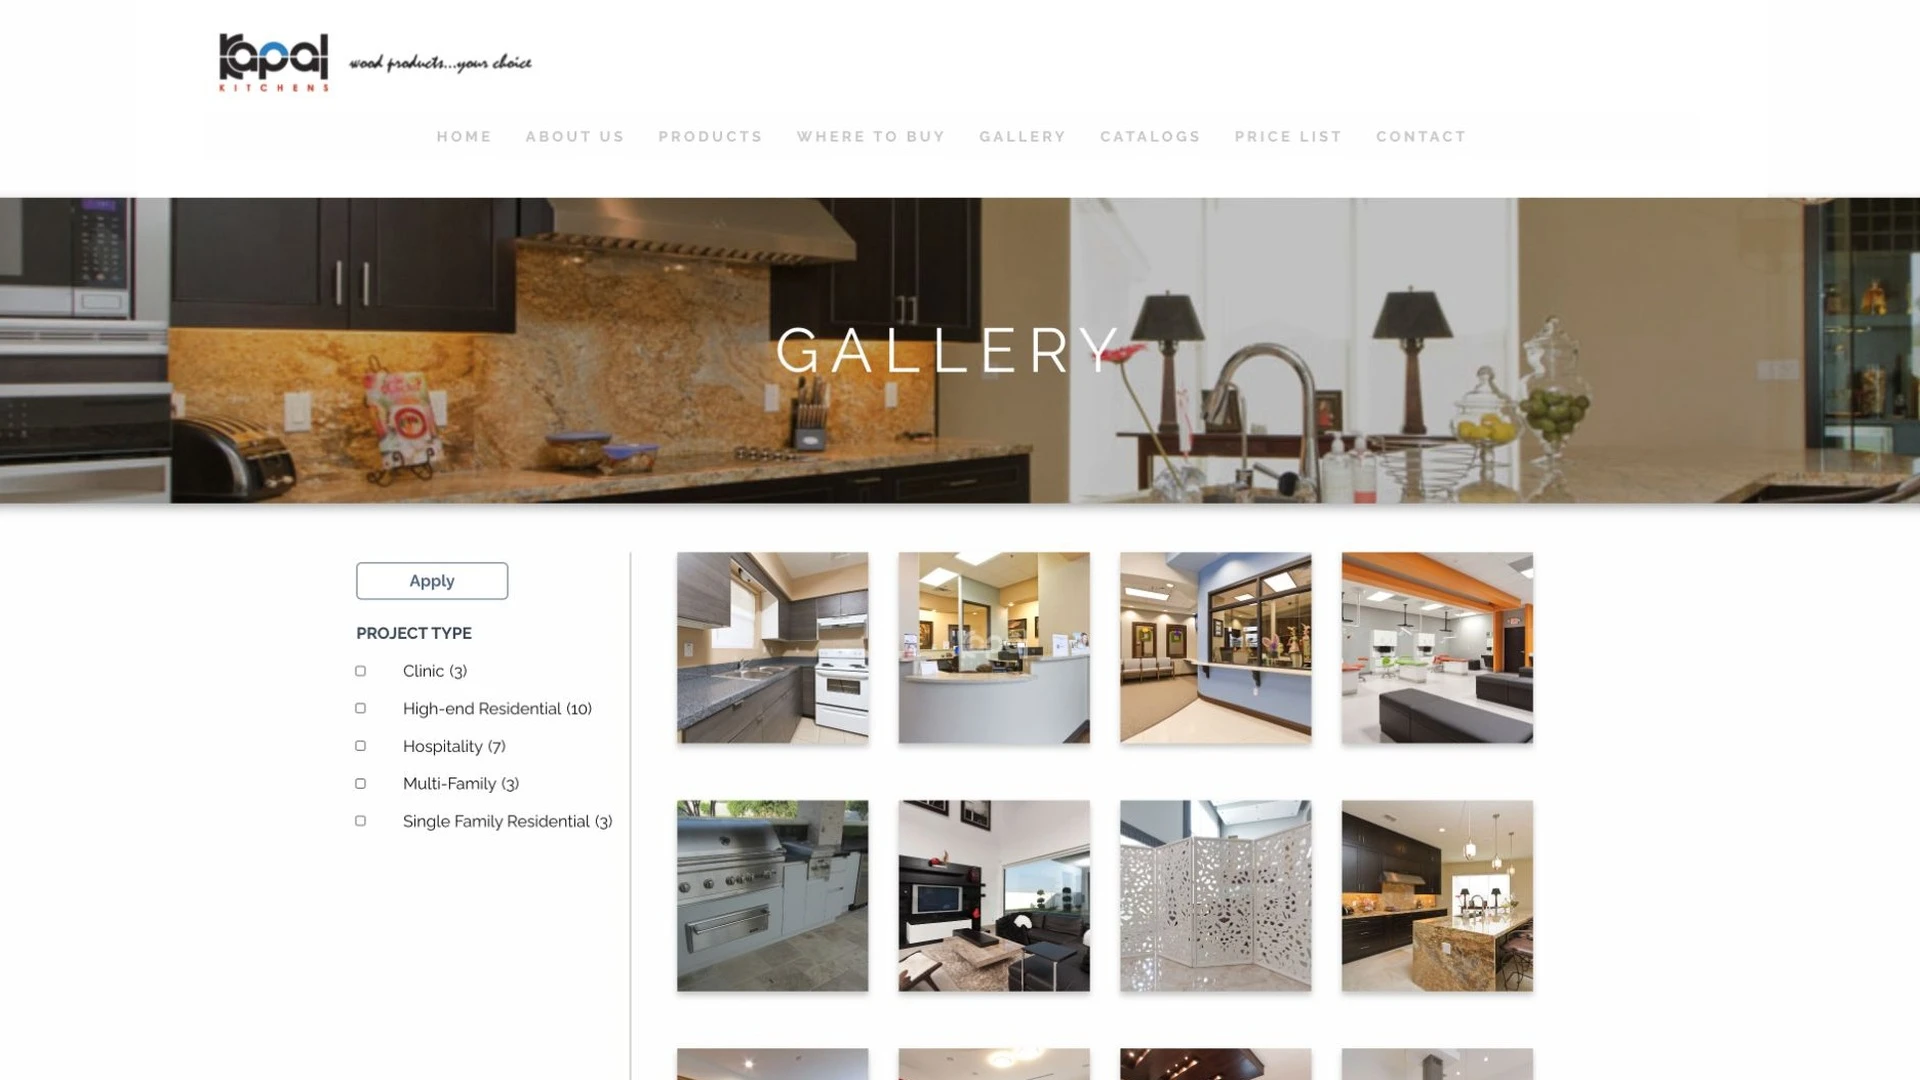 Kapal
KITCHENS
wood products...your choice
HOME ABOUT US PRODUCTS WHERE TO BUY GALLERY CATALOGS PRICE LIST CONTACT
GALLERY
Apply
PROJECT TYPE
Clinic (3)
High-end Residential (10)
Hospitality (7)
Multi-Family (3)
Single Family Residential (3)